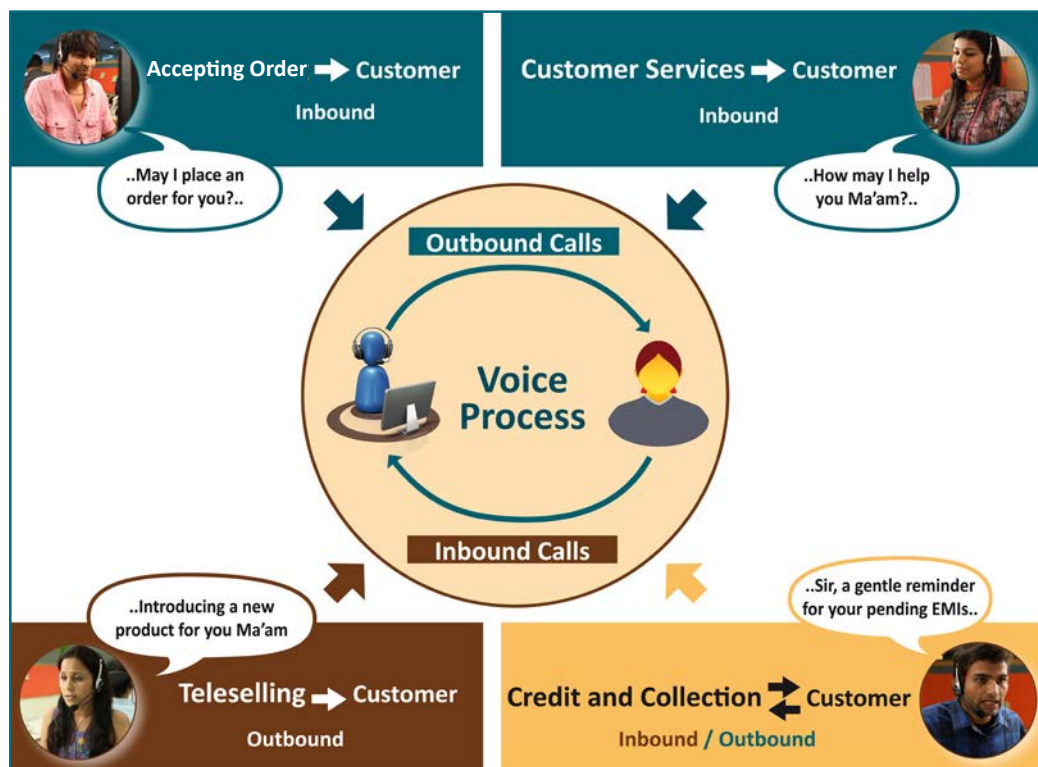 Accepting Order Customer
Inbound
..May I place an
order for you?..
Customer Services Customer
Inbound
..How may I help
you Ma'am?..
Outbound Calls
Voice
Process
Inbound Calls
..Introducing a new
product for you Ma'am
Teleselling Customer
Outbound
..Sir, a gentle reminder
for your pending EMIs..
Credit and Collection Customer
Inbound / Outbound